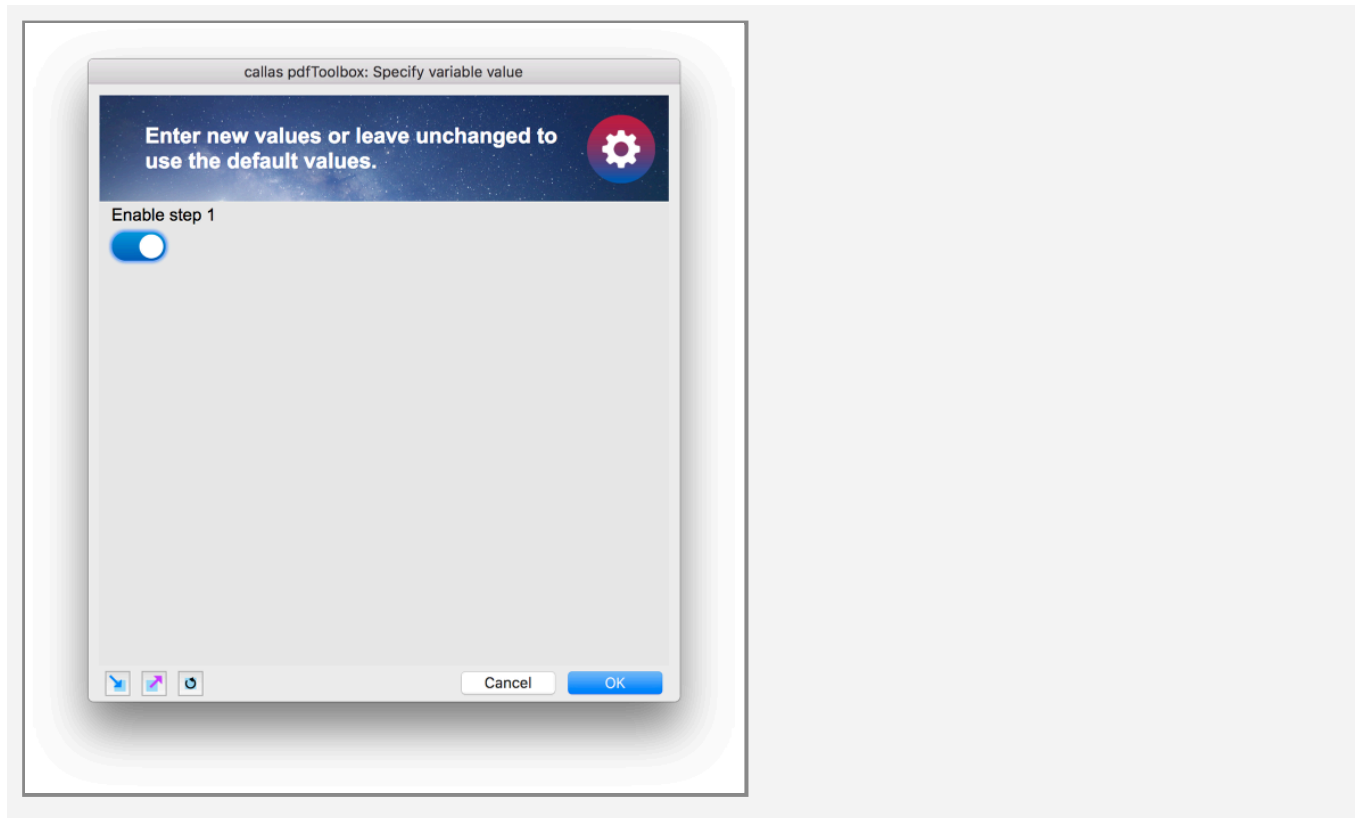 callas pdfToolbox: Specify variable value
Enter new values or leave unchanged to
use the default values.
Enable step 1
Cancel
OK